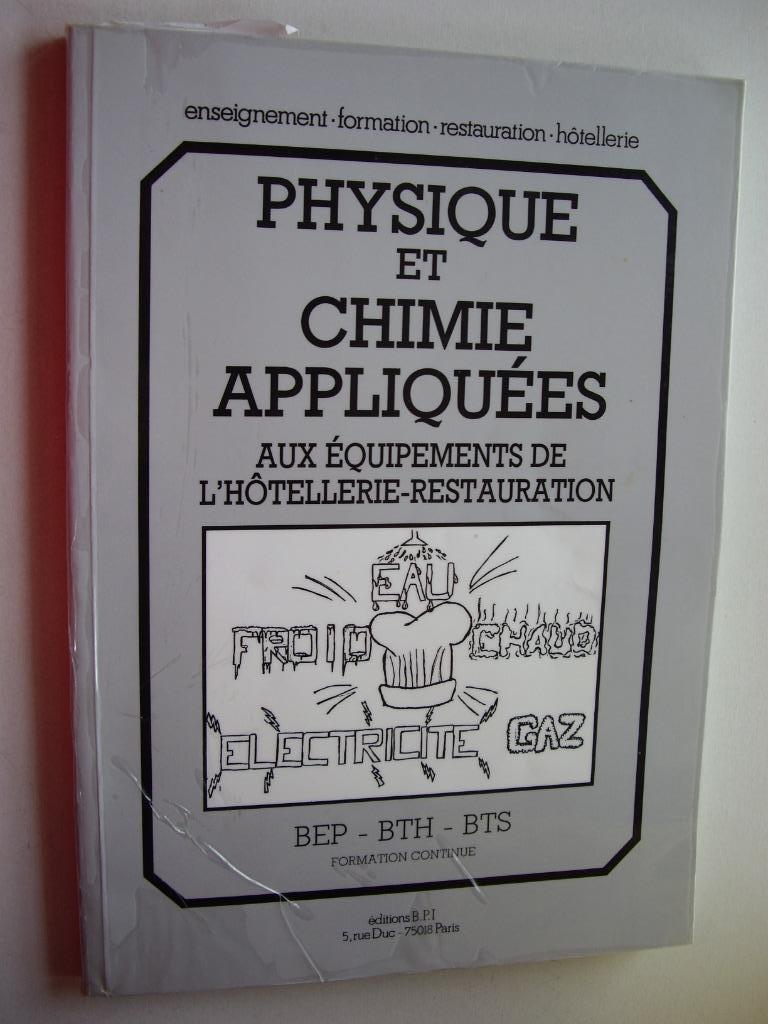 enseignement · formation · restauration · hôtellerie
PHYSIQUE
ET
CHIMIE
APPLIQUÉES
AUX ÉQUIPEMENTS DE
L'HÔTELLERIE-RESTAURATION
EAU
FROID CHAUD
ELECTRICITE GAZ
BEP - BTH - BTS
FORMATION CONTINUE
éditions B.P.I
5, rue Duc - 75018 Paris